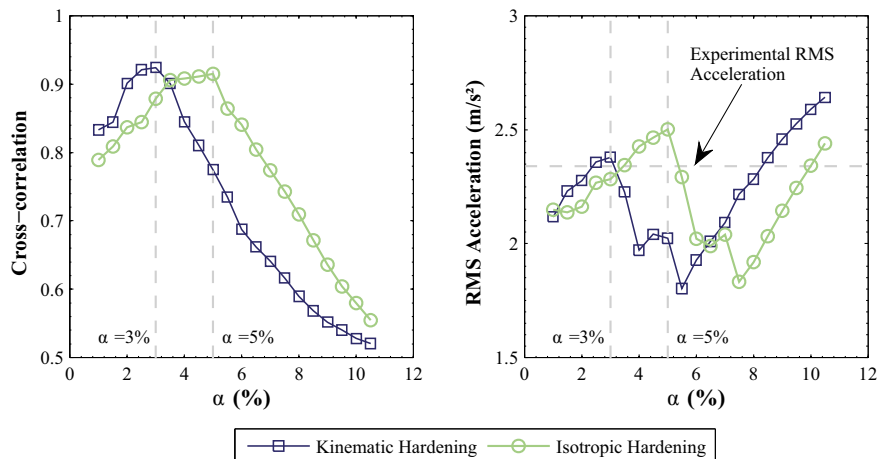 1
0.9
0.8
0.7
0.6
0.5
Cross−correlation
α =3%
α =5%
0 2 4 6 8 10 12
α (%)
3
2.5
2
1.5
RMS Acceleration (m/s²)
Experimental RMS
Acceleration
α =3%
α =5%
0 2 4 6 8 10 12
α (%)
Kinematic Hardening
Isotropic Hardening